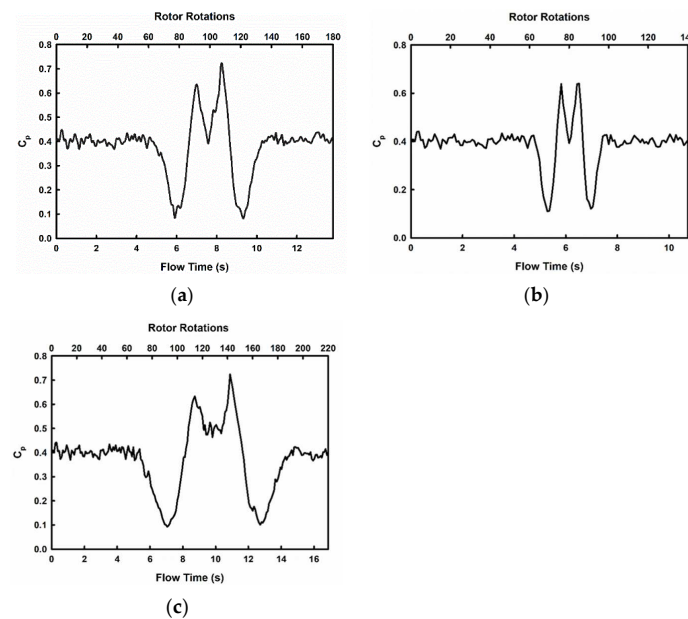 Rotor Rotations
0 20 40 60 80 100 120 140 160 180
0.8
0.7
0.6
0.5
0.4
0.3
0.2
0.1
0.0
Cp
0 2 4 6 8 10 12
Flow Time (s)
(a)
Rotor Rotations
0 20 40 60 80 100 120 140
0.8
0.6
0.4
0.2
0.0
Cp
0 2 4 6 8 10
Flow Time (s)
(b)
Rotor Rotations
0 20 40 60 80 100 120 140 160 180 200 220
0.8
0.7
0.6
0.5
0.4
0.3
0.2
0.1
0.0
Cp
0 2 4 6 8 10 12 14 16
Flow Time (s)
(c)